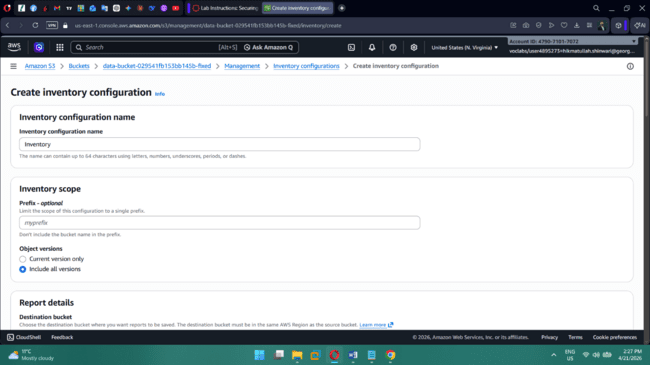 Lab Instructions: Securing
Create inventory configur
VPN
us-east-1.console.aws.amazon.com/s3/management/data-bucket-029541fb153bb145b-fixed/inventory/create
AI
aws
Search
[Alt+S]
Ask Amazon Q
United States (N. Virginia)
Account ID: 4790-7191-7072
Amazon S3
Buckets
data-bucket-029541fb153bb145b-fixed
Management
Inventory configurations
Create inventory configuration
Create inventory configuration
Info
Inventory configuration name
Inventory configuration name
Inventory
The name can contain up to 64 characters using letters, numbers, underscores, periods, or dashes.
Inventory scope
Prefix - optional
Limit the scope of this configuration to a single prefix.
myprefix
Don't include the bucket name in the prefix.
Object versions
Current version only
Include all versions
Report details
Destination bucket
Choose the destination bucket where you want reports to be saved. The destination bucket must be in the same AWS Region as the source bucket. Learn more
CloudShell
Feedback
© 2026, Amazon Web Services, Inc. or its affiliates.
Privacy
Terms
Cookie preferences
11°C
Mostly cloudy
ENG
US
2:27 PM
4/21/2026